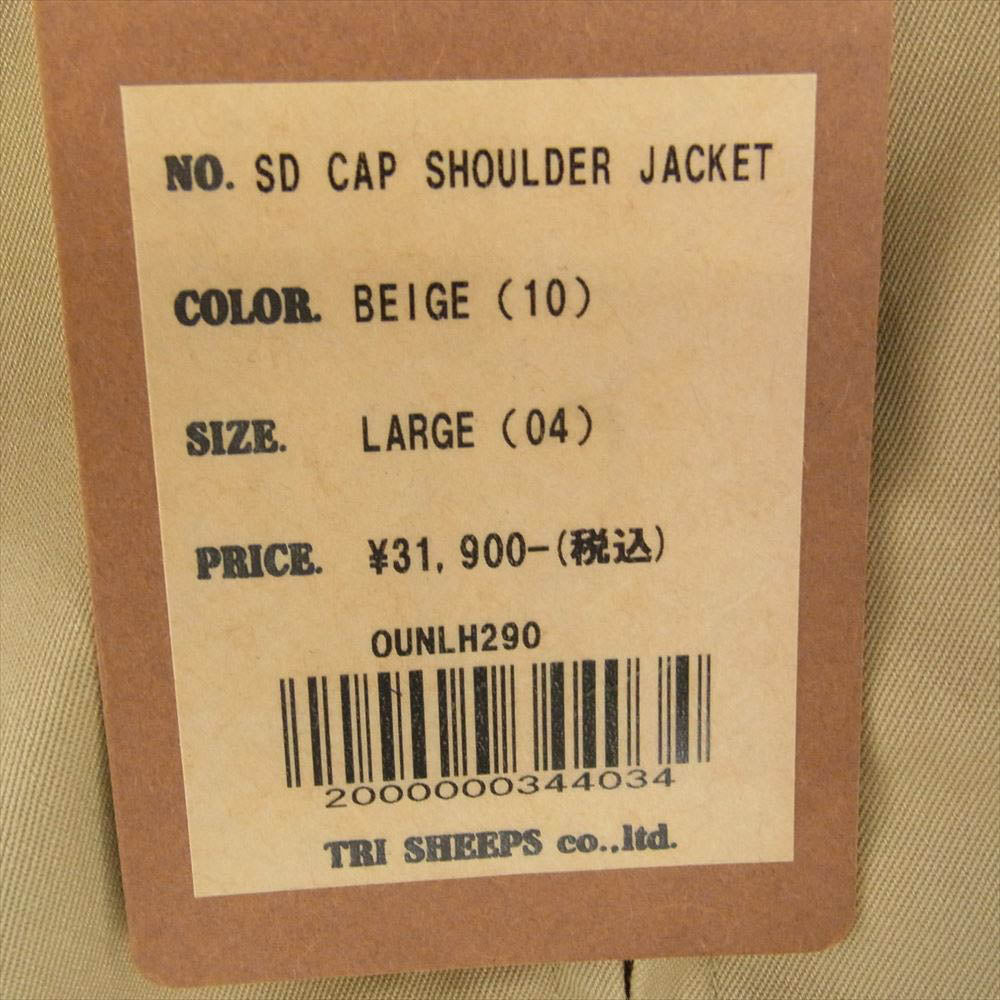 NO. SD CAP SHOULDER JACKET
COLOR. BEIGE (10)
SIZE. LARGE (04)
PRICE. ¥31,900-(税込)
OUNLH290
2000000344034
TRI SHEEPS co.,ltd.